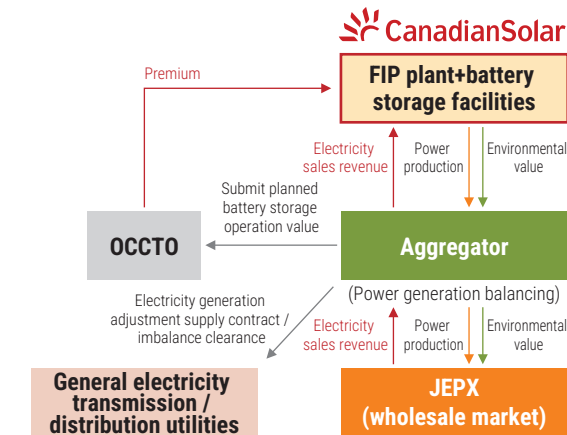 CanadianSolar
Premium
FIP plant+battery
storage facilities
Electricity
sales revenue
Power
production
Environmental
value
Submit planned
battery storage
operation value
OCCTO
Aggregator
(Power generation balancing)
Electricity generation
adjustment supply contract /
imbalance clearance
Electricity
sales revenue
Power
production
Environmental
value
General electricity
transmission /
distribution utilities
JEPX
(wholesale market)